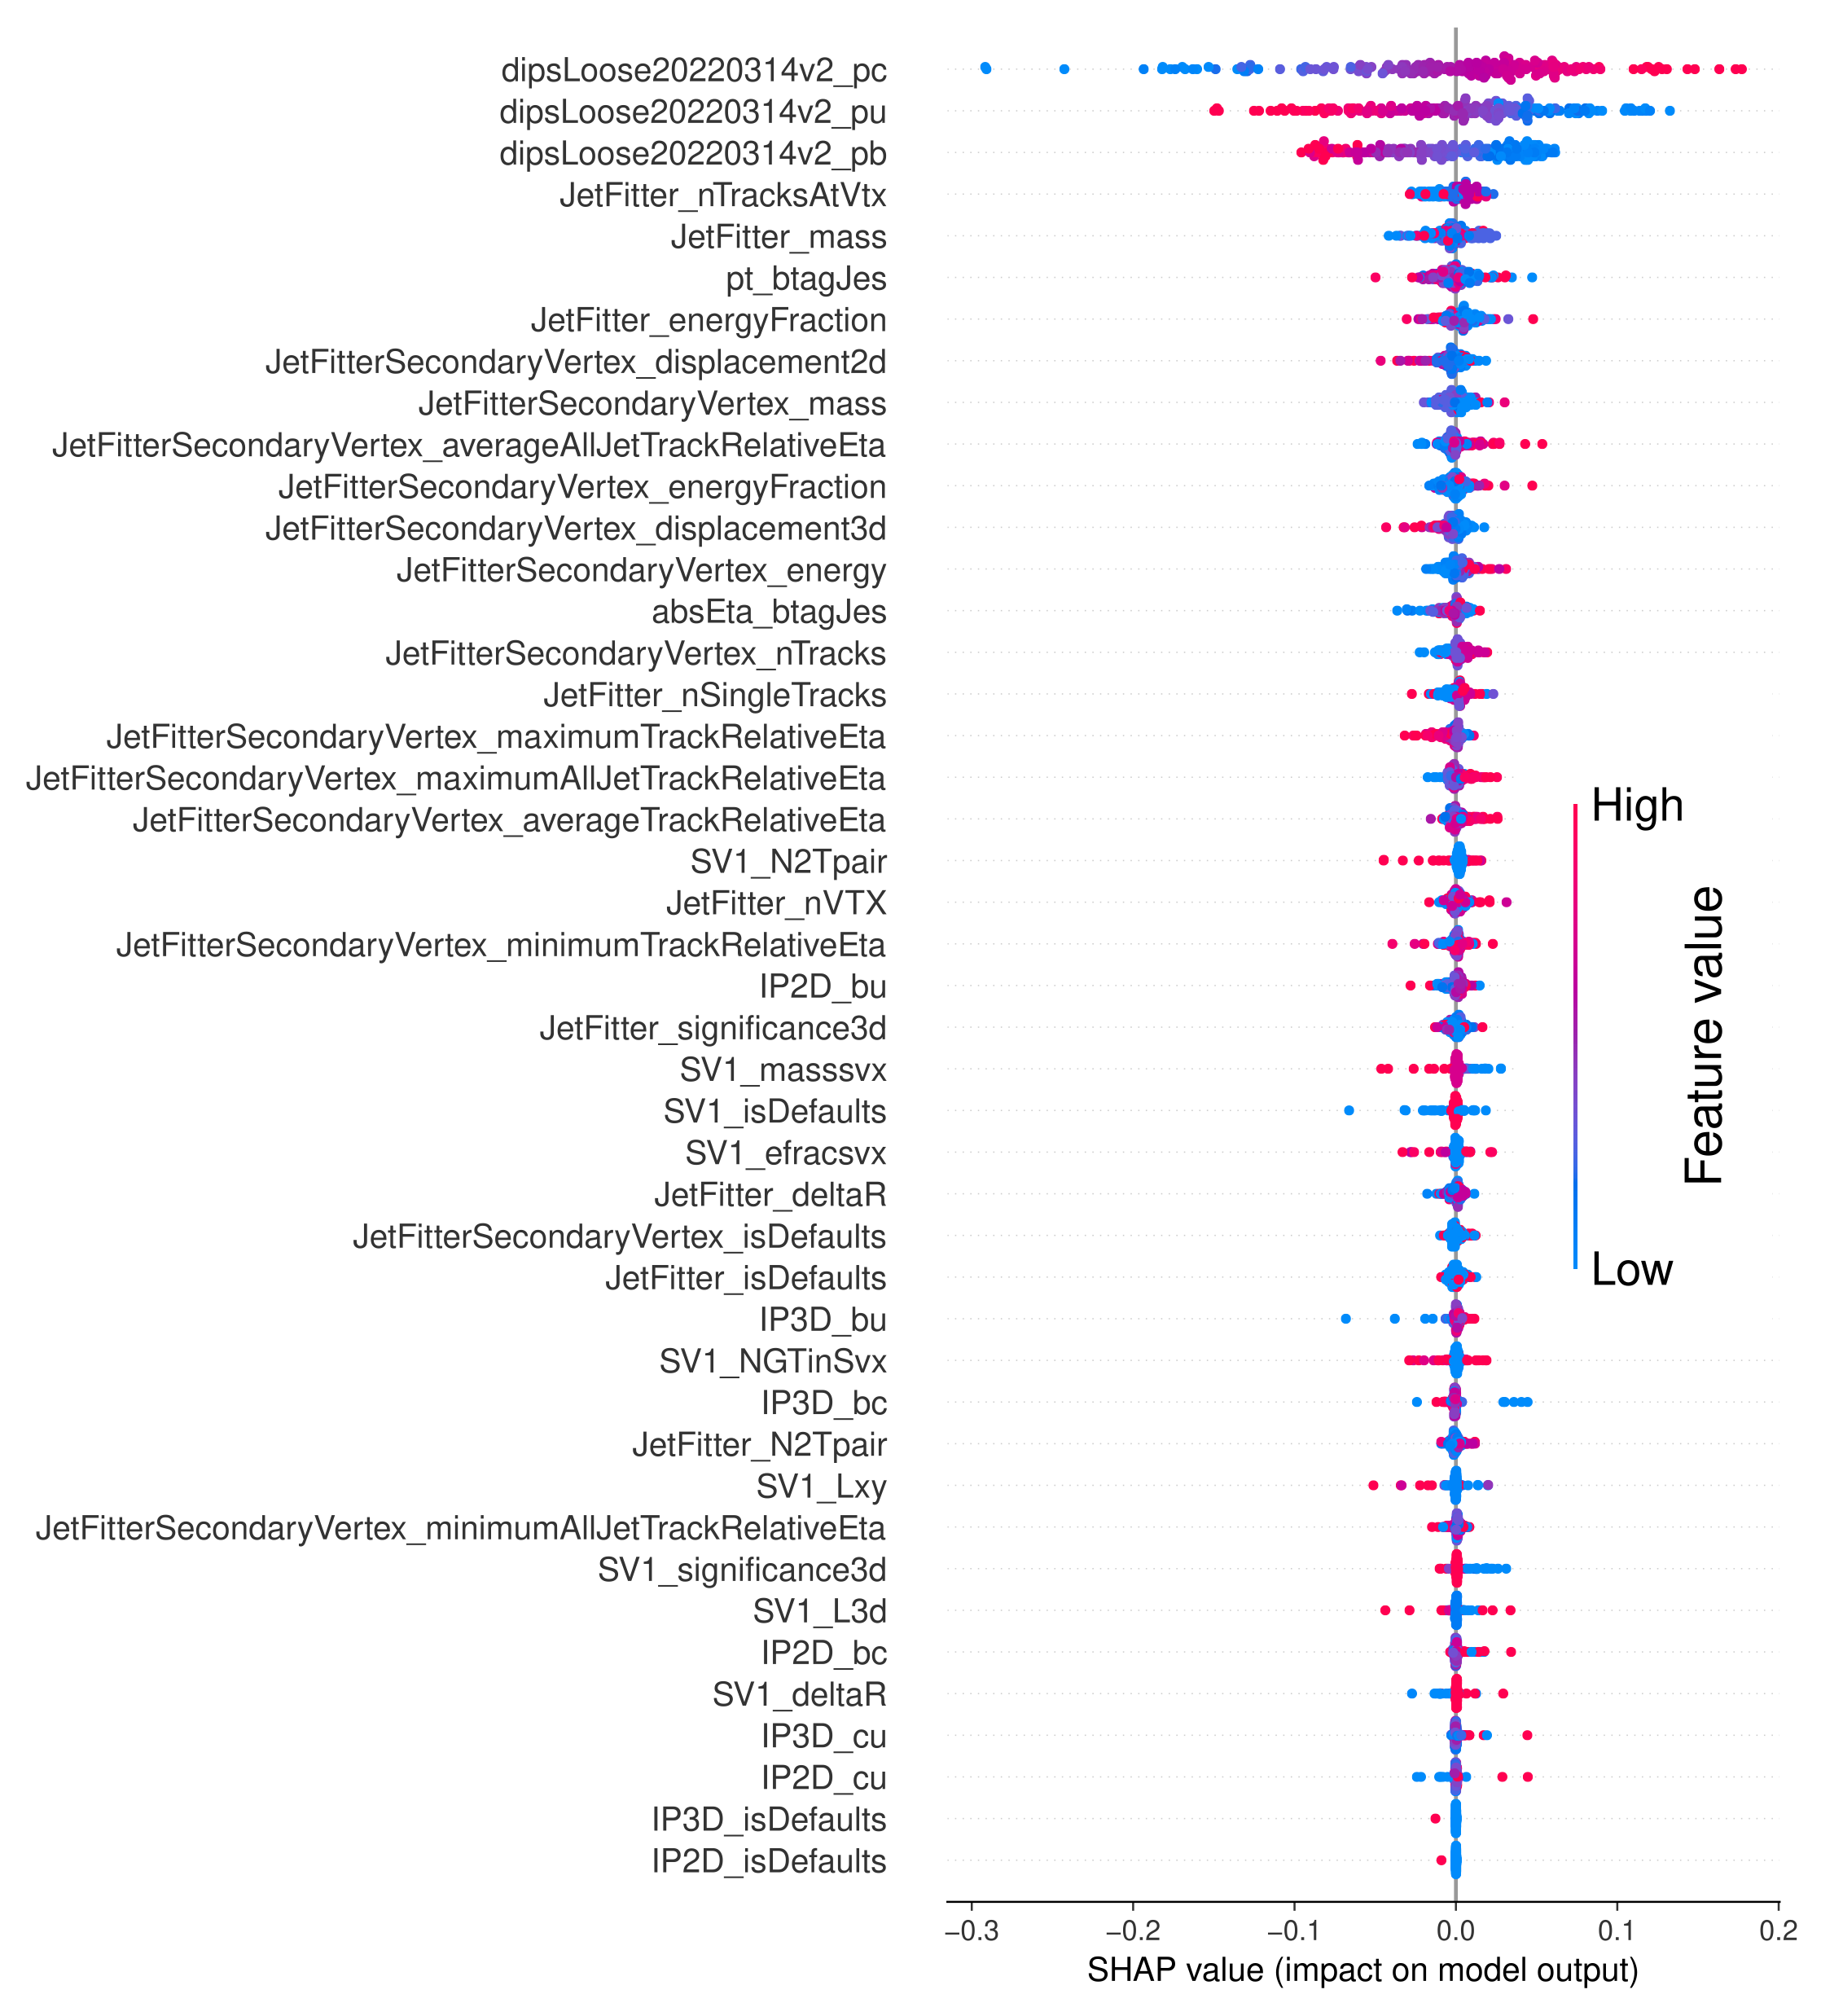 dipsLoose20220314v2_pc
dipsLoose20220314v2_pu
dipsLoose20220314v2_pb
JetFitter_nTracksAtVtx
JetFitter_mass
pt_btagJes
JetFitter_energyFraction
JetFitterSecondaryVertex_displacement2d
JetFitterSecondaryVertex_mass
JetFitterSecondaryVertex_averageAllJetTrackRelativeEta
JetFitterSecondaryVertex_energyFraction
JetFitterSecondaryVertex_displacement3d
JetFitterSecondaryVertex_energy
absEta_btagJes
JetFitterSecondaryVertex_nTracks
JetFitter_nSingleTracks
JetFitterSecondaryVertex_maximumTrackRelativeEta
JetFitterSecondaryVertex_maximumAllJetTrackRelativeEta
JetFitterSecondaryVertex_averageTrackRelativeEta
SV1_N2Tpair
JetFitter_nVTX
JetFitterSecondaryVertex_minimumTrackRelativeEta
IP2D_bu
JetFitter_significance3d
SV1_masssvx
SV1_isDefaults
SV1_efracsvx
JetFitter_deltaR
JetFitterSecondaryVertex_isDefaults
JetFitter_isDefaults
IP3D_bu
SV1_NGTinSvx
IP3D_bc
JetFitter_N2Tpair
SV1_Lxy
JetFitterSecondaryVertex_minimumAllJetTrackRelativeEta
SV1_significance3d
SV1_L3d
IP2D_bc
SV1_deltaR
IP3D_cu
IP2D_cu
IP3D_isDefaults
IP2D_isDefaults
−0.3 −0.2 −0.1 0.0 0.1 0.2
SHAP value (impact on model output)
High
Feature value
Low